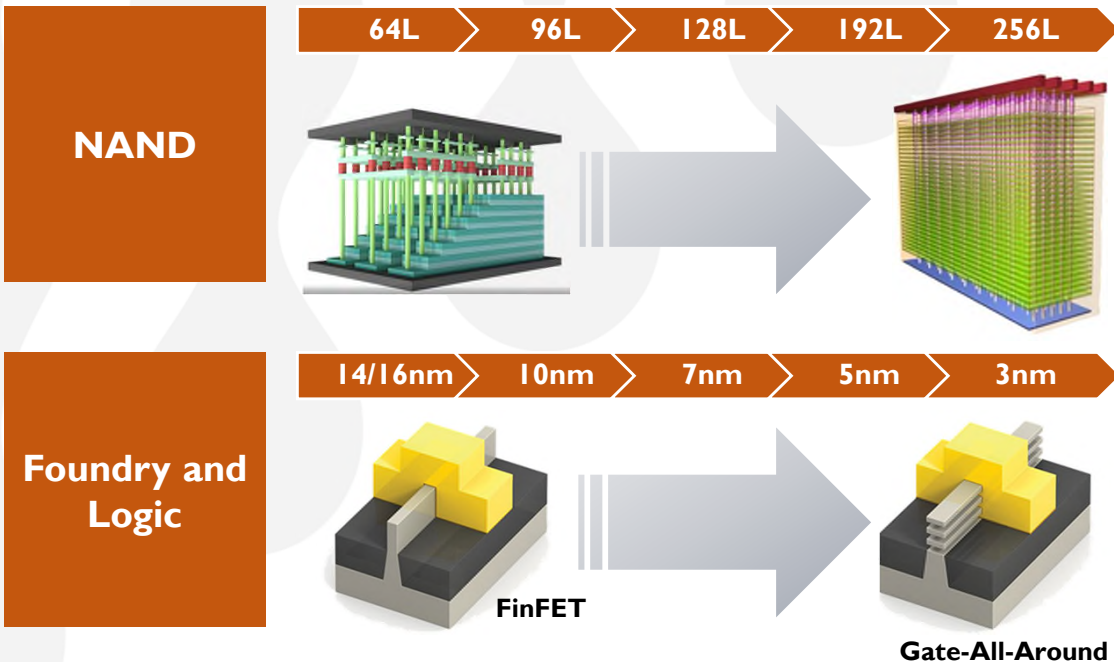 NAND
64L
96L
128L
192L
256L
Foundry and
Logic
14/16nm
10nm
7nm
5nm
3nm
FinFET
Gate-All-Around